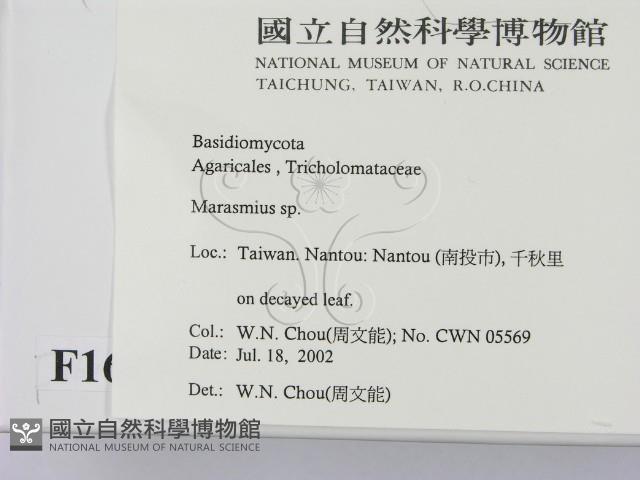 國立自然科學博物館
NATIONAL MUSEUM OF NATURAL SCIENCE
TAICHUNG, TAIWAN, R.O.CHINA
Basidiomycota
Agaricales , Tricholomataceae
Marasmius sp.
Loc.: Taiwan. Nantou: Nantou (南投市), 千秋里
on decayed leaf.
Col.: W.N. Chou(周文能); No. CWN 05569
Date: Jul. 18, 2002
Det.: W.N. Chou(周文能)
F16
國立自然科學博物館
NATIONAL MUSEUM OF NATURAL SCIENCE